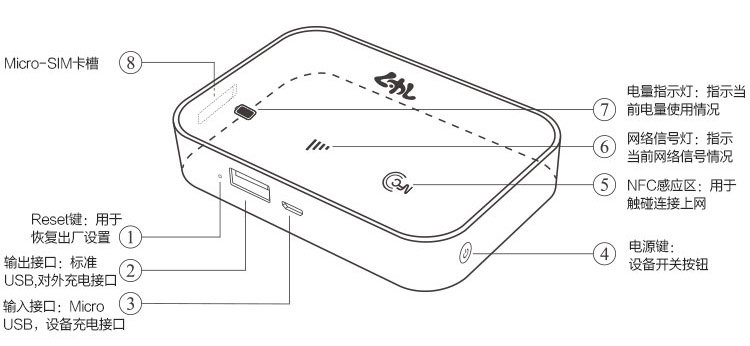 Micro-SIM卡槽 ⑧
⑦ 电量指示灯：指示当
前电量使用情况
⑥ 网络信号灯：指示
当前网络信号情况
⑤ NFC感应区：用于
触碰连接上网
NFC
Reset键：用于
恢复出厂设置 ①
④ 电源键：
设备开关按钮
输出接口：标准
USB,对外充电接口 ②
输入接口：Micro
USB，设备充电接口 ③